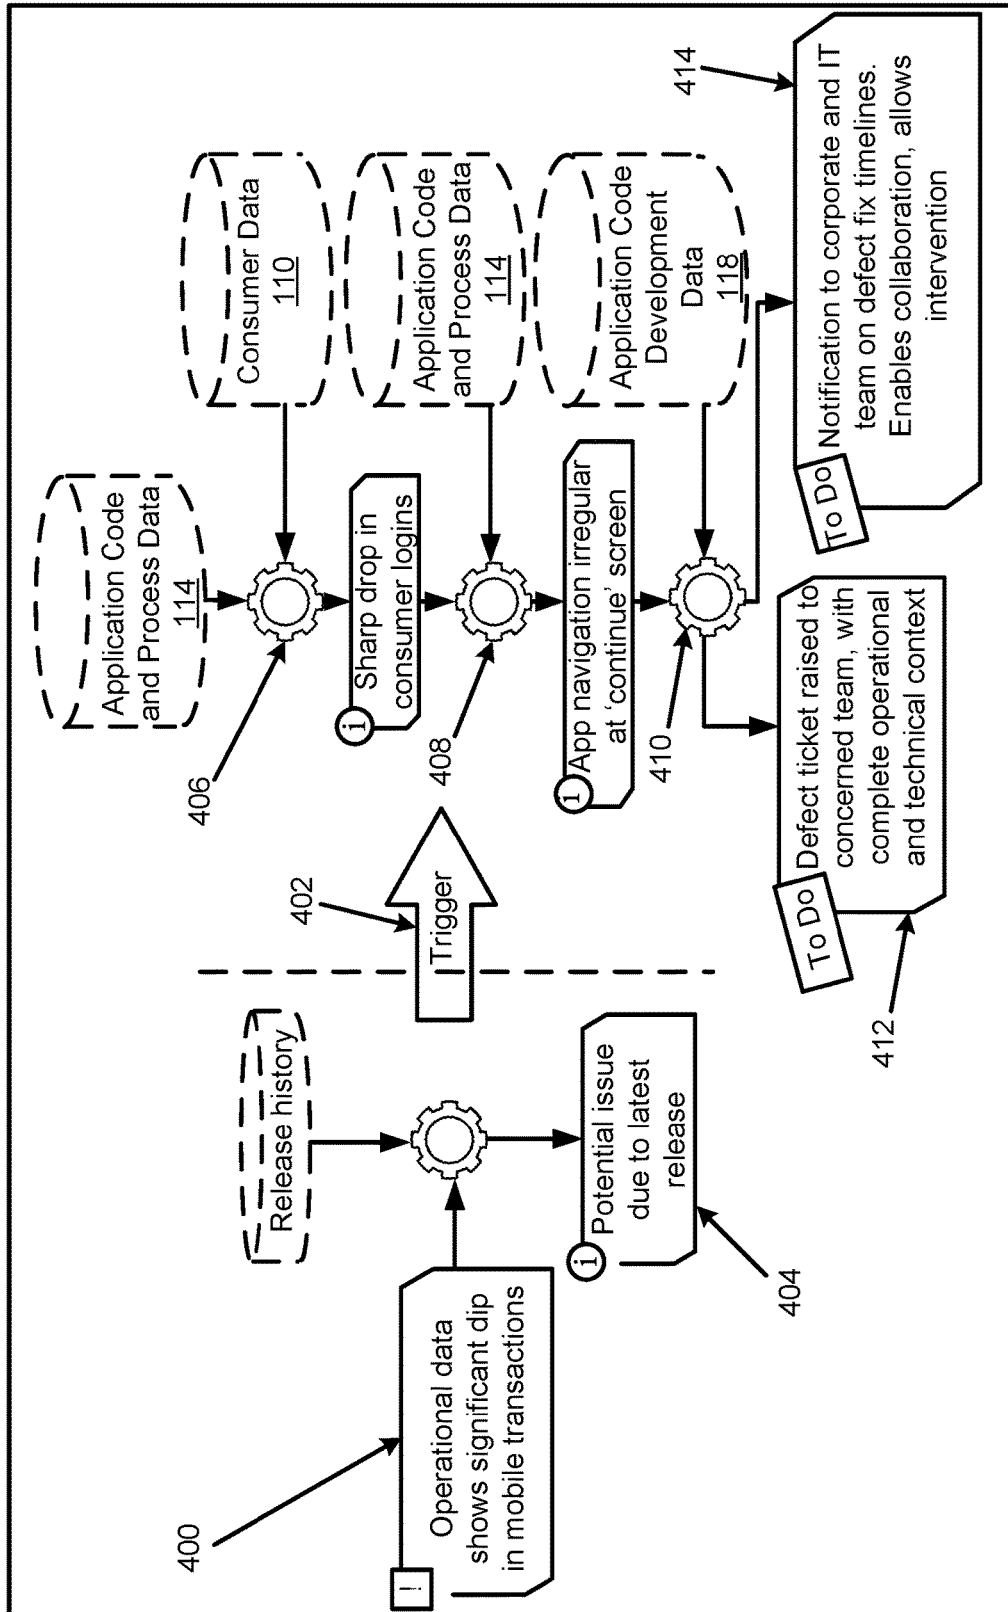 400
!
Operational data
shows significant dip
in mobile transactions
Release history
i
Potential issue
due to latest
release
404
402
Trigger
Application Code
and Process Data
114
Consumer Data
110
406
i
Sharp drop in
consumer logins
Application Code
and Process Data
114
408
i
App navigation irregular
at ‘continue’ screen
Application Code
Development
Data
118
410
To Do
Defect ticket raised to
concerned team, with
complete operational
and technical context
412
To Do
Notification to corporate and IT
team on defect fix timelines.
Enables collaboration, allows
intervention
414